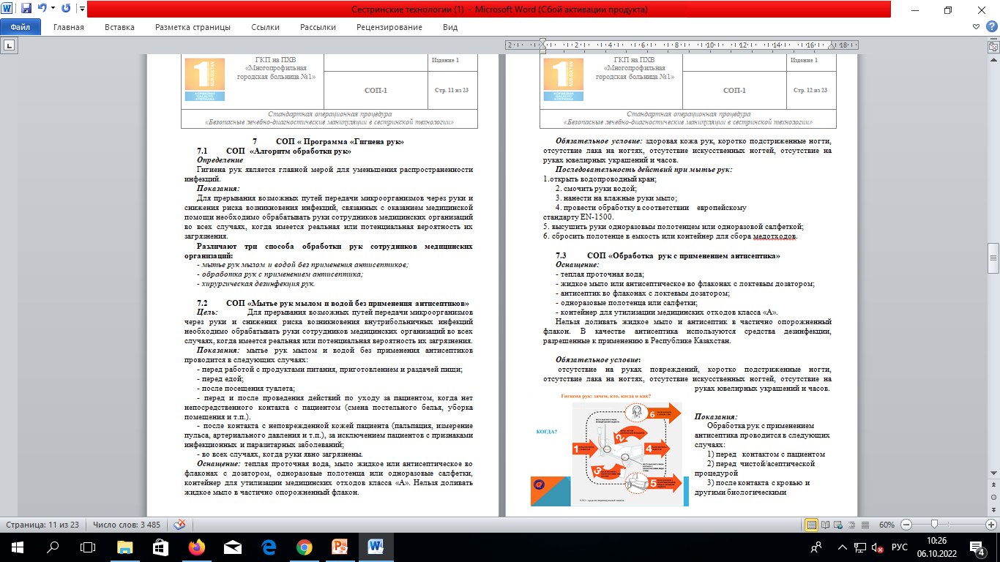 Сестринские технологии (1) - Microsoft Word (Сбой активации продукта)
Файл Главная Вставка Разметка страницы Ссылки Рассылки Рецензирование Вид
2 2 4 6 8 10 12 14 16 18
1
ГКП на ПХВ
«Многопрофильная
городская больница №1»
Издание 1
СОП-1
Стр. 11 из 23
Стандартная операционная процедура
«Безопасные лечебно-диагностические манипуляции в сестринской технологии»
7 СОП « Программа «Гигиена рук»
7.1 СОП «Алгоритм обработки рук»
Определение
Гигиена рук является главной мерой для уменьшения распространенности
инфекций.
Показания:
Для прерывания возможных путей передачи микроорганизмов через руки и
снижения риска возникновения инфекций, связанных с оказанием медицинской
помощи необходимо обрабатывать руки сотрудников медицинских организаций
во всех случаях, когда имеется реальная или потенциальная вероятность их
загрязнения.
Различают три способа обработки рук сотрудников медицинских
организаций:
- мытье рук мылом и водой без применения антисептиков;
- обработка рук с применением антисептика;
- хирургическая дезинфекция рук.
7.2 СОП «Мытье рук мылом и водой без применения антисептиков»
Цель: Для прерывания возможных путей передачи микроорганизмов
через руки и снижения риска возникновения внутрибольничных инфекций
необходимо обрабатывать руки сотрудников медицинских организаций во всех
случаях, когда имеется реальная или потенциальная вероятность их загрязнения.
Показания: мытье рук мылом и водой без применения антисептиков
проводится в следующих случаях:
- перед работой с продуктами питания, приготовлением и раздачей пищи;
- перед едой;
- после посещения туалета;
- перед и после проведения действий по уходу за пациентом, когда нет
непосредственного контакта с пациентом (смена постельного белья, уборка
помещения и т.п.).
- после контакта с неповрежденной кожей пациента (пальпация, измерение
пульса, артериального давления и т.п.), за исключением пациентов с признаками
инфекционных и паразитарных заболеваний;
- во всех случаях, когда руки явно загрязнены.
Оснащение: теплая проточная вода, мыло жидкое или антисептическое во
флаконах с дозатором, одноразовые полотенца или одноразовые салфетки,
контейнер для утилизации медицинских отходов класса «А». Нельзя доливать
жидкое мыло в частично опорожненный флакон.
1
ГКП на ПХВ
«Многопрофильная
городская больница №1»
Издание 1
СОП-1
Стр. 12 из 23
Стандартная операционная процедура
«Безопасные лечебно-диагностические манипуляции в сестринской технологии»
Обязательное условие: здоровая кожа рук, коротко подстриженные ногти,
отсутствие лака на ногтях, отсутствие искусственных ногтей, отсутствие на
руках ювелирных украшений и часов.
Последовательность действий при мытье рук:
1.открыть водопроводный кран;
2. смочить руки водой;
3. нанести на влажные руки мыло;
4. провести обработку в соответствии европейскому
стандарту EN-1500.
5. высушить руки одноразовым полотенцем или одноразовой салфеткой;
6. сбросить полотенце в емкость или контейнер для сбора медотходов.
7.3 СОП «Обработка рук с применением антисептика»
Оснащение:
- теплая проточная вода;
- жидкое мыло или антисептическое во флаконах с локтевым дозатором;
- антисептик во флаконах с локтевым дозатором;
- одноразовые полотенца или салфетки;
- контейнер для утилизации медицинских отходов класса «А».
Нельзя доливать жидкое мыло и антисептик в частично опорожненный
флакон. В качестве антисептика используются средства дезинфекции,
разрешенные к применению в Республике Казахстан.
Обязательное условие:
отсутствие на руках повреждений, коротко подстриженные ногти,
отсутствие лака на ногтях, отсутствие искусственных ногтей, отсутствие на
руках ювелирных украшений и часов.
Гигиена рук: зачем, кто, когда и как?
КОГДА?
1 2 3 4 5 6
Показания:
Обработка рук с применением
антисептика проводится в следующих
случаях:
1) перед контактом с пациентом
2) перед чистой/асептической
процедурой
3) после контакта с кровью и
другими биологическими
Страница: 11 из 23 Число слов: 3 485 60%
РУС 10:26
06.10.2022
4